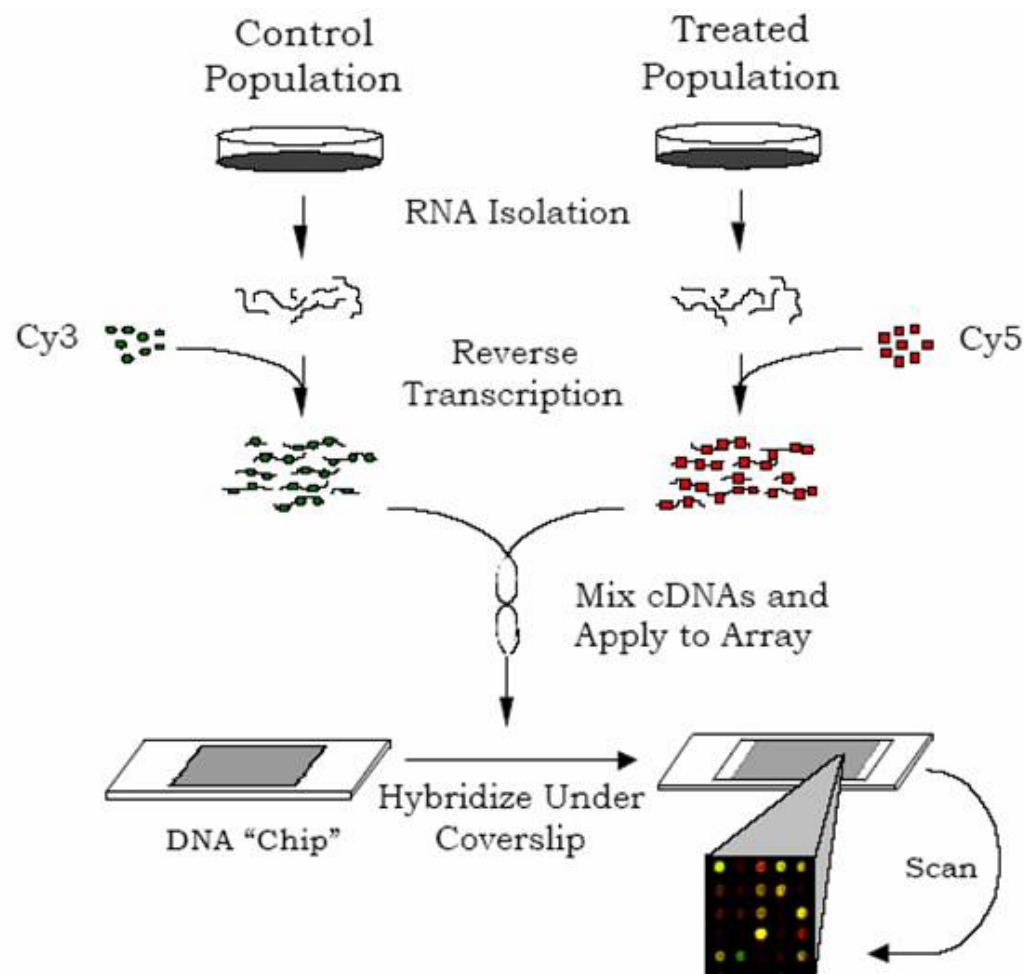 Control
Population
Treated
Population
RNA Isolation
Cy3
Reverse
Transcription
Cy5
Mix cDNAs and
Apply to Array
DNA “Chip”
Hybridize Under
Coverslip
Scan